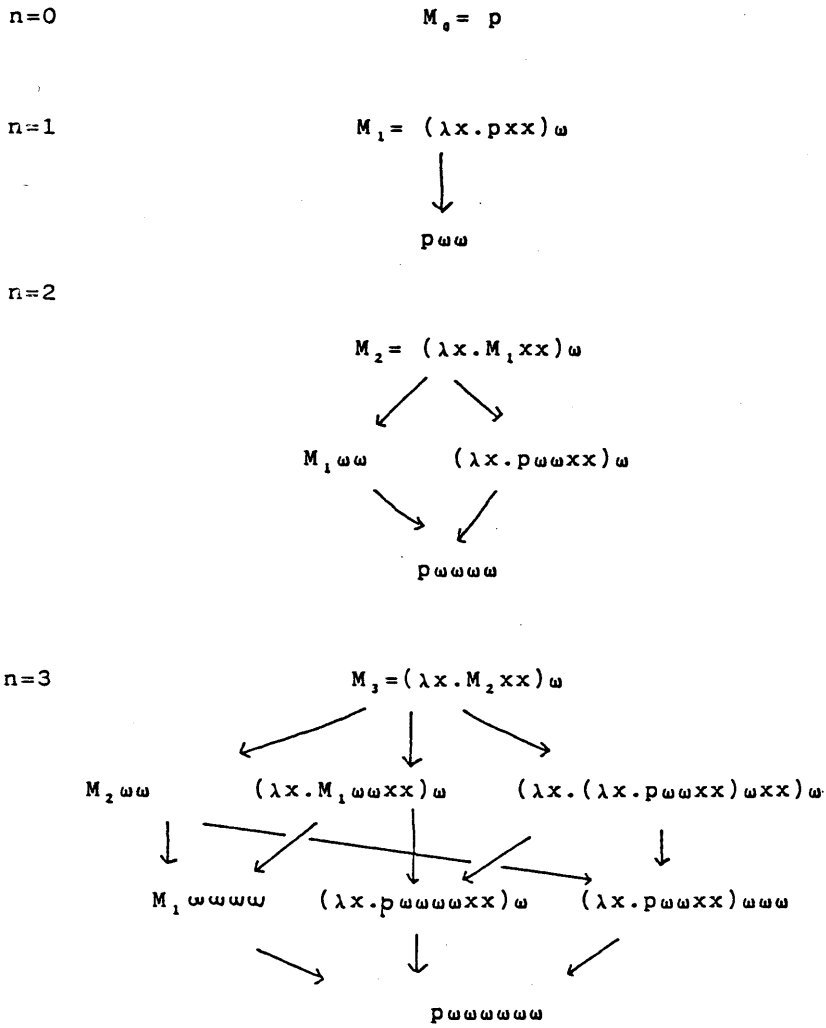 n=0 M₀= p
n=1 M₁= (λx.pxx)ω
pωω
n=2
M₂= (λx.M₁xx)ω
M₁ωω (λx.pωωxx)ω
pωωωω
n=3 M₃=(λx.M₂xx)ω
M₂ωω (λx.M₁ωωxx)ω (λx.(λx.pωωxx)ωxx)ω
M₁ωωωω (λx.pωωωωxx)ω (λx.pωωxx)ωωω
pωωωωωω